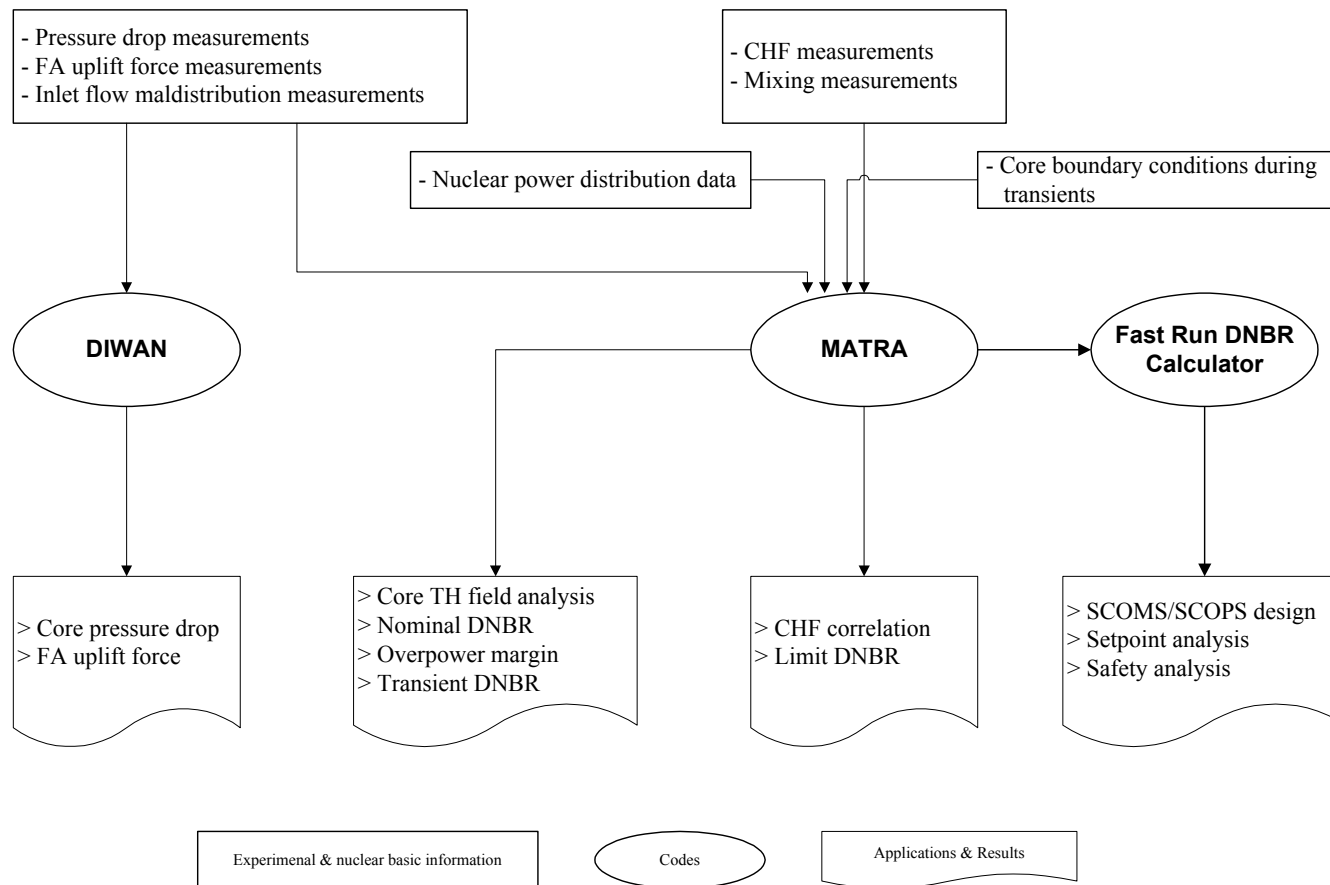 - Pressure drop measurements
- FA uplift force measurements
- Inlet flow maldistribution measurements
- CHF measurements
- Mixing measurements
- Nuclear power distribution data
- Core boundary conditions during
transients
DIWAN
MATRA
Fast Run DNBR
Calculator
> Core pressure drop
> FA uplift force
> Core TH field analysis
> Nominal DNBR
> Overpower margin
> Transient DNBR
> CHF correlation
> Limit DNBR
> SCOMS/SCOPS design
> Setpoint analysis
> Safety analysis
Experimenal & nuclear basic information
Codes
Applications & Results